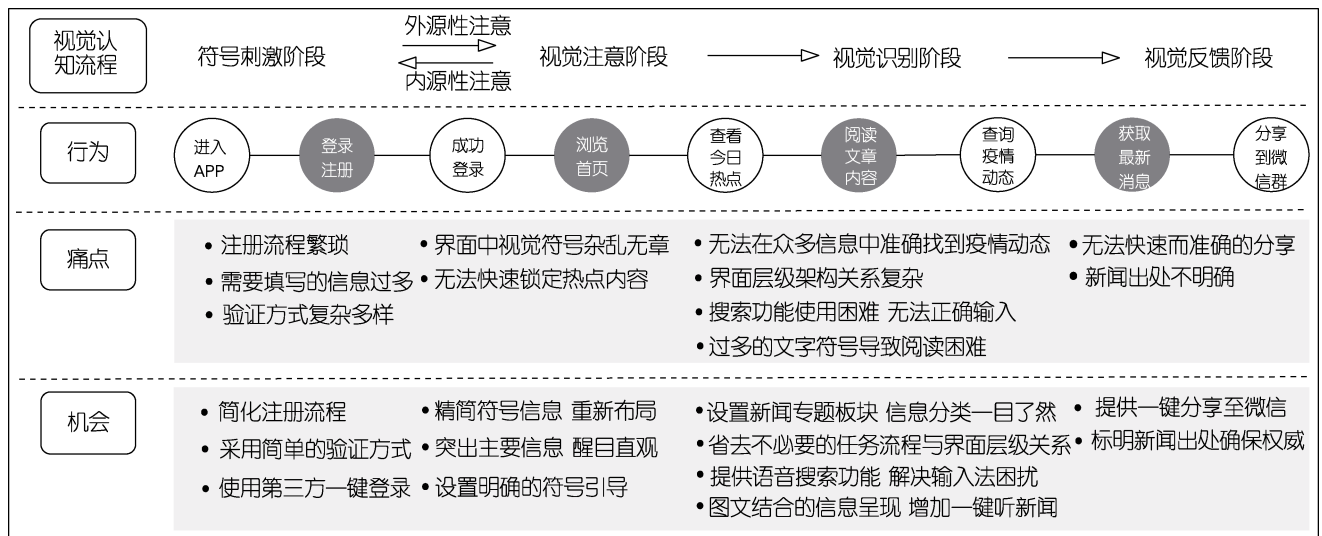 视觉认
知流程
符号刺激阶段
外源性注意
内源性注意
视觉注意阶段
视觉识别阶段
视觉反馈阶段
行为
进入
APP
登录
注册
成功
登录
浏览
首页
查看
今日
热点
阅读
文章
内容
查询
疫情
动态
获取
最新
消息
分享
到微
信群
痛点
•注册流程繁琐
•需要填写的信息过多
•验证方式复杂多样
•界面中视觉符号杂乱无章
•无法快速锁定热点内容
•无法在众多信息中准确找到疫情动态
•界面层级架构关系复杂
•搜索功能使用困难 无法正确输入
•过多的文字符号导致阅读困难
•无法快速而准确的分享
•新闻出处不明确
机会
•简化注册流程
•采用简单的验证方式
•使用第三方一键登录
•精简符号信息 重新布局
•突出主要信息 醒目直观
•设置明确的符号引导
•设置新闻专题板块 信息分类一目了然
•省去不必要的任务流程与界面层级关系
•提供语音搜索功能 解决输入法困扰
•图文结合的信息呈现 增加一键听新闻
•提供一键分享至微信
•标明新闻出处确保权威